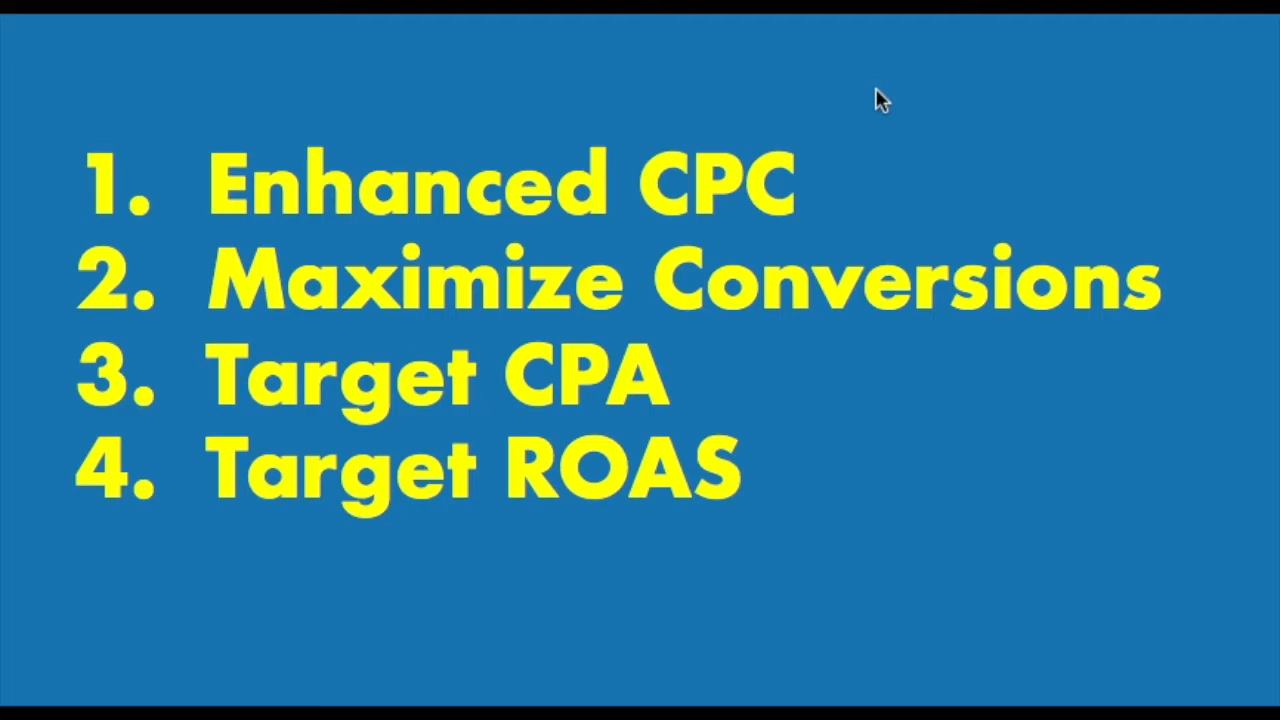 1. Enhanced CPC
2. Maximize Conversions
3. Target CPA
4. Target ROAS